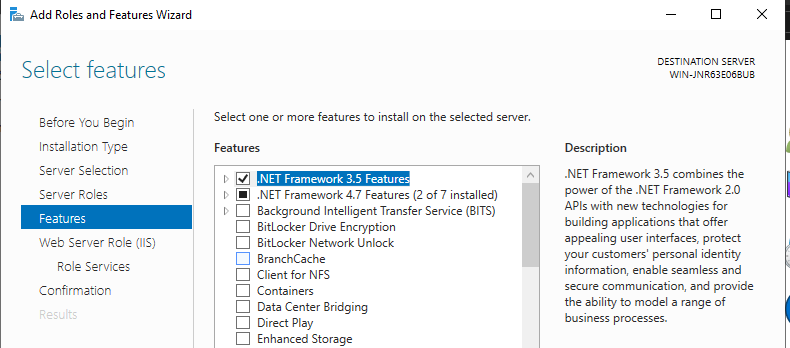 Add Roles and Features Wizard
Select features
DESTINATION SERVER
WIN-JNR63E06BUB
Before You Begin
Installation Type
Server Selection
Server Roles
Features
Web Server Role (IIS)
Role Services
Confirmation
Results
Select one or more features to install on the selected server.
Features
.NET Framework 3.5 Features
.NET Framework 4.7 Features (2 of 7 installed)
Background Intelligent Transfer Service (BITS)
BitLocker Drive Encryption
BitLocker Network Unlock
BranchCache
Client for NFS
Containers
Data Center Bridging
Direct Play
Enhanced Storage
Description
.NET Framework 3.5 combines the
power of the .NET Framework 2.0
APIs with new technologies for
building applications that offer
appealing user interfaces, protect
your customers' personal identity
information, enable seamless and
secure communication, and provide
the ability to model a range of
business processes.